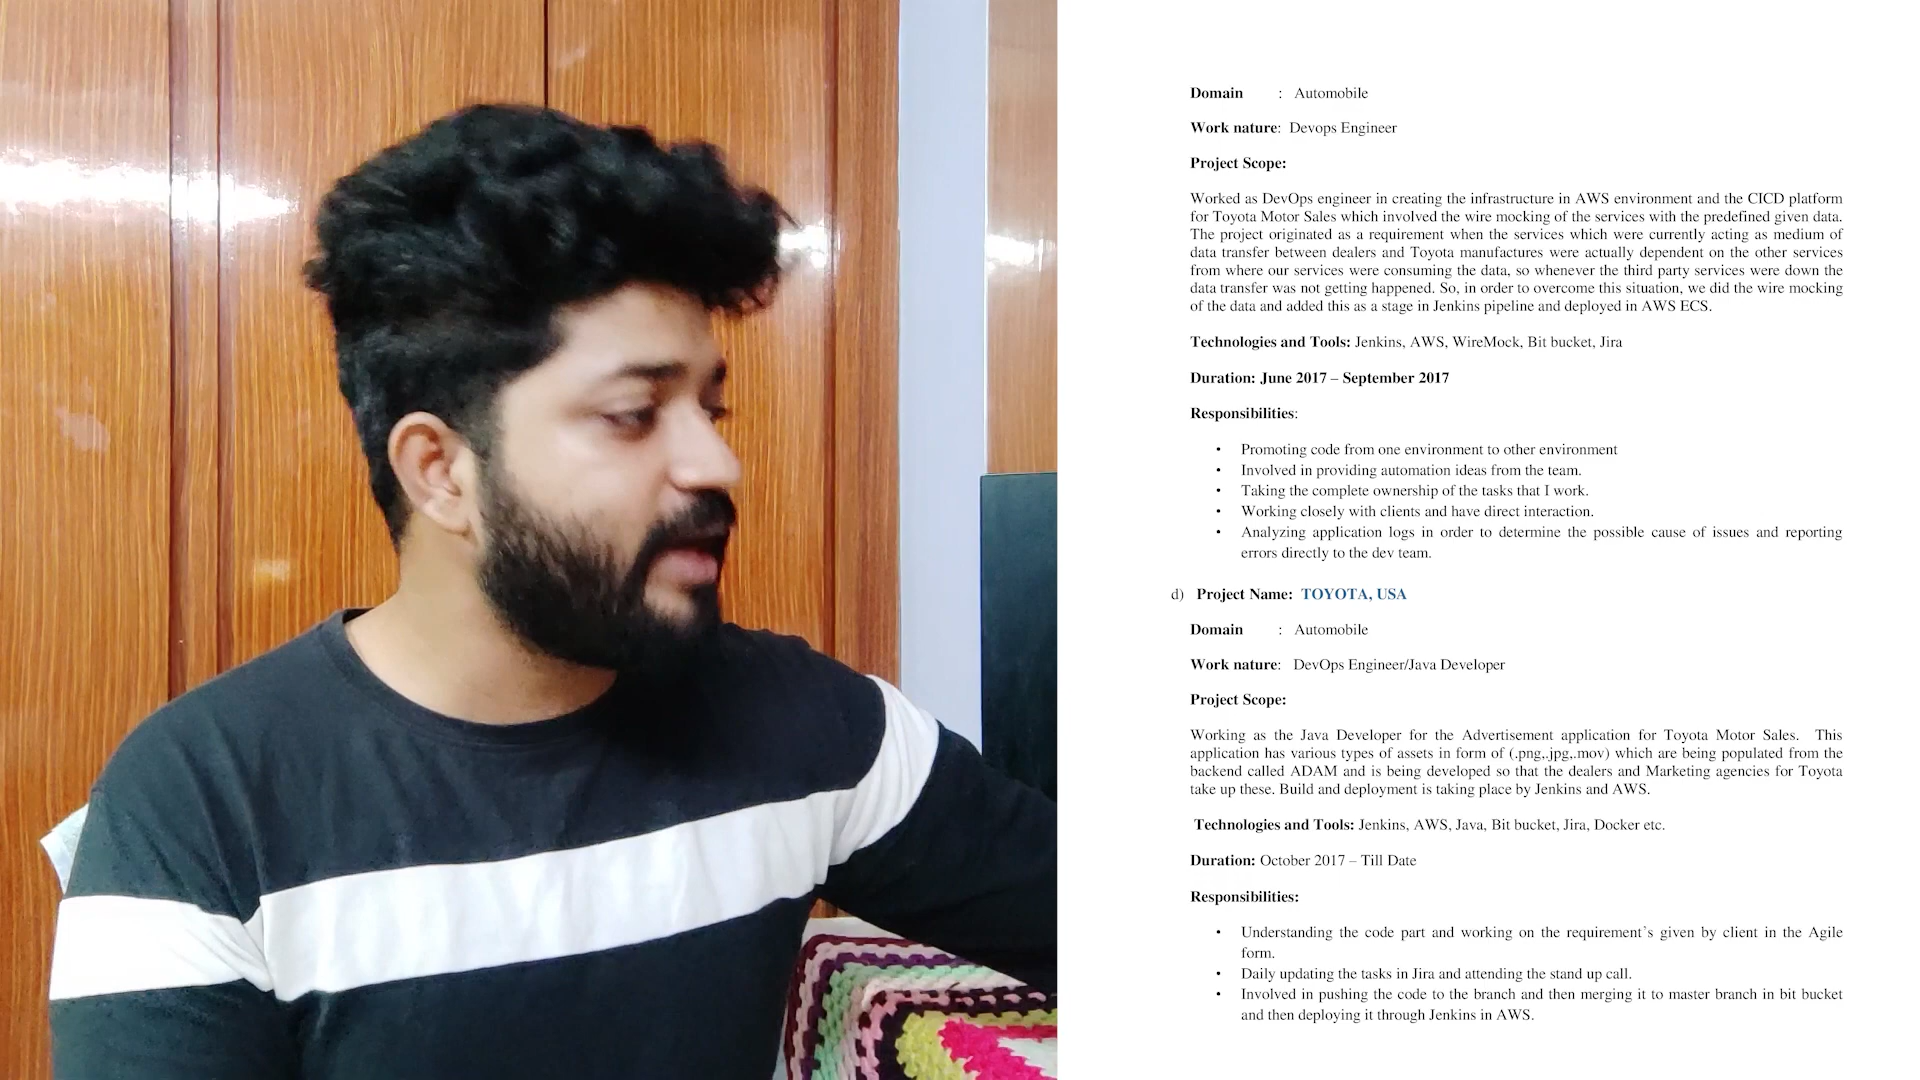 Domain : Automobile
Work nature: Devops Engineer
Project Scope:
Worked as DevOps engineer in creating the infrastructure in AWS environment and the CICD platform
for Toyota Motor Sales which involved the wire mocking of the services with the predefined given data.
The project originated as a requirement when the services which were currently acting as medium of
data transfer between dealers and Toyota manufactures were actually dependent on the other services
from where our services were consuming the data, so whenever the third party services were down the
data transfer was not getting happened. So, in order to overcome this situation, we did the wire mocking
of the data and added this as a stage in Jenkins pipeline and deployed in AWS ECS.
Technologies and Tools: Jenkins, AWS, WireMock, Bit bucket, Jira
Duration: June 2017 – September 2017
Responsibilities:
• Promoting code from one environment to other environment
• Involved in providing automation ideas from the team.
• Taking the complete ownership of the tasks that I work.
• Working closely with clients and have direct interaction.
• Analyzing application logs in order to determine the possible cause of issues and reporting
errors directly to the dev team.
d) Project Name: TOYOTA, USA
Domain : Automobile
Work nature: DevOps Engineer/Java Developer
Project Scope:
Working as the Java Developer for the Advertisement application for Toyota Motor Sales. This
application has various types of assets in form of (.png,.jpg,.mov) which are being populated from the
backend called ADAM and is being developed so that the dealers and Marketing agencies for Toyota
take up these. Build and deployment is taking place by Jenkins and AWS.
Technologies and Tools: Jenkins, AWS, Java, Bit bucket, Jira, Docker etc.
Duration: October 2017 – Till Date
Responsibilities:
• Understanding the code part and working on the requirement's given by client in the Agile
form.
• Daily updating the tasks in Jira and attending the stand up call.
• Involved in pushing the code to the branch and then merging it to master branch in bit bucket
and then deploying it through Jenkins in AWS.